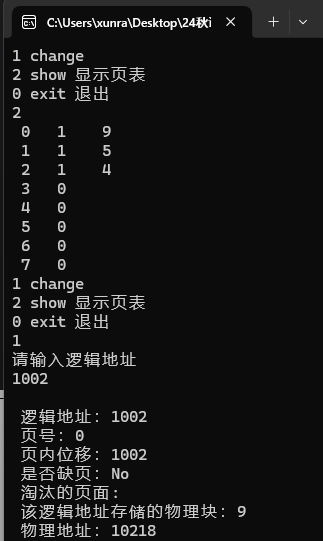 C:\Users\xunra\Desktop\24秋i
1 change
2 show 显示页表
0 exit 退出
2
0 1 9
1 1 5
2 1 4
3 0
4 0
5 0
6 0
7 0
1 change
2 show 显示页表
0 exit 退出
1
请输入逻辑地址
1002
逻辑地址: 1002
页号: 0
页内位移: 1002
是否缺页: No
淘汰的页面:
该逻辑地址存储的物理块: 9
物理地址: 10218